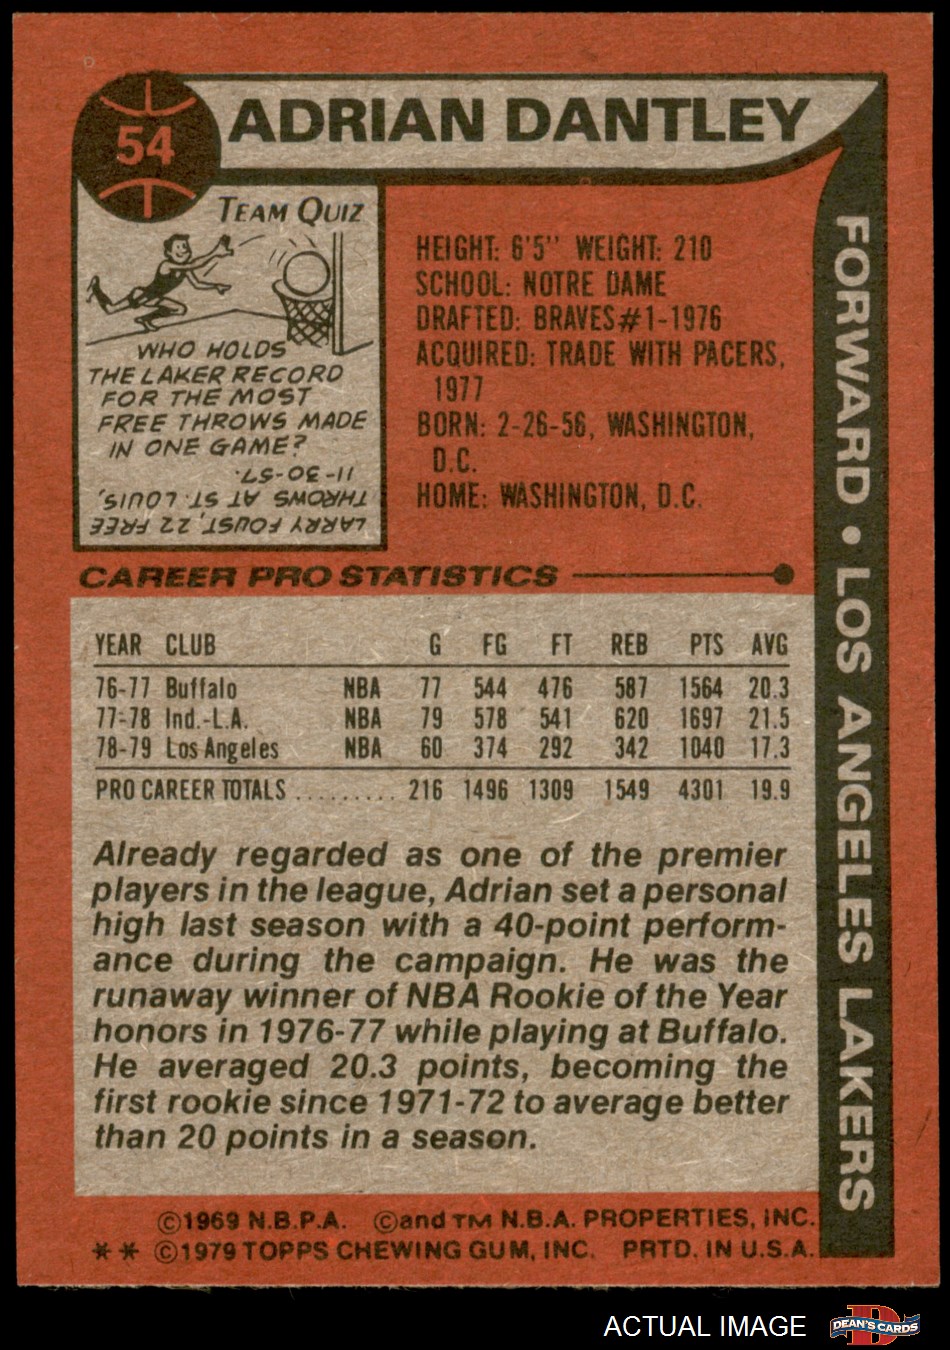 54
ADRIAN DANTLEY
TEAM QUIZ
WHO HOLDS
THE LAKER RECORD
FOR THE MOST
FREE THROWS MADE
IN ONE GAME?
LARRY FOUST, 22 FREE
THROWS AT ST. LOUIS,
11-30-57.
HEIGHT: 6'5" WEIGHT: 210
SCHOOL: NOTRE DAME
DRAFTED: BRAVES#1-1976
ACQUIRED: TRADE WITH PACERS,
1977
BORN: 2-26-56, WASHINGTON,
D.C.
HOME: WASHINGTON, D.C.
FORWARD • LOS ANGELES LAKERS
CAREER PRO STATISTICS
YEAR CLUB G FG FT REB PTS AVG
76-77 Buffalo NBA 77 544 476 587 1564 20.3
77-78 Ind.-L.A. NBA 79 578 541 620 1697 21.5
78-79 Los Angeles NBA 60 374 292 342 1040 17.3
PRO CAREER TOTALS .......... 216 1496 1309 1549 4301 19.9
Already regarded as one of the premier
players in the league, Adrian set a personal
high last season with a 40-point perform-
ance during the campaign. He was the
runaway winner of NBA Rookie of the Year
honors in 1976-77 while playing at Buffalo.
He averaged 20.3 points, becoming the
first rookie since 1971-72 to average better
than 20 points in a season.
©1969 N.B.P.A. ©and TM N.B.A. PROPERTIES, INC.
** ©1979 TOPPS CHEWING GUM, INC. PRTD. IN U.S.A.
ACTUAL IMAGE
D
DEAN'S CARDS